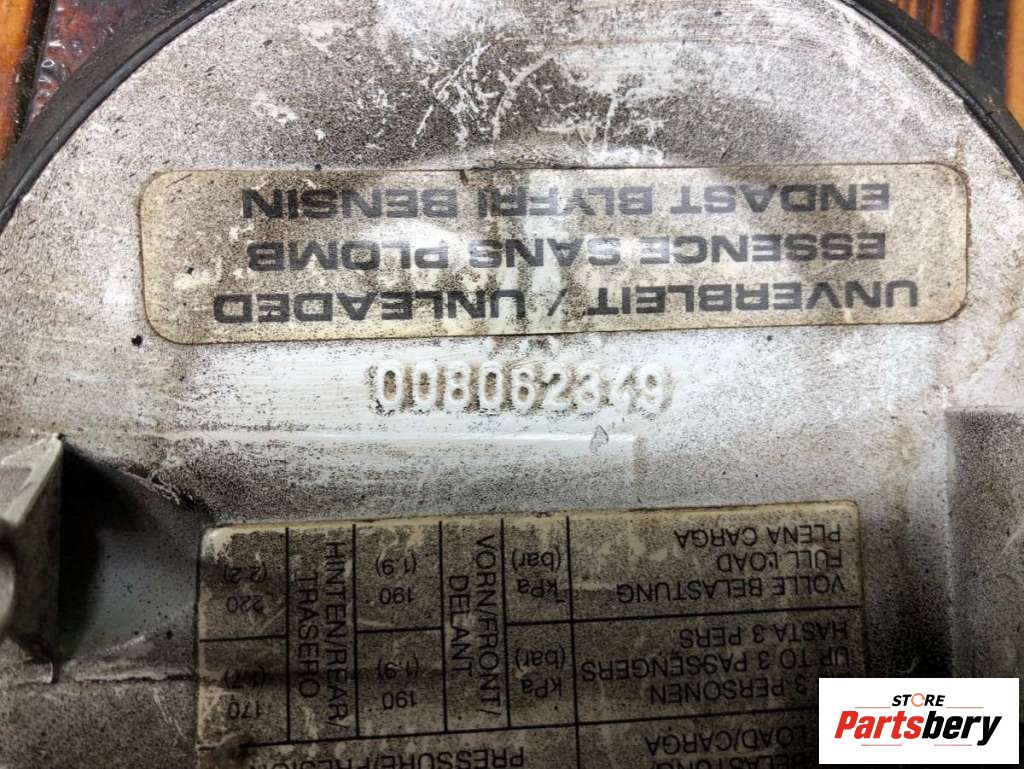 UNVERBLEIT / UNLEADED
ESSENCE SANS PLOMB
ENDAST BLYFRI BENSIN
008062349
LOAD/CARGA
3 PERSONEN
UP TO 3 PASSENGERS
HASTA 3 PERS.
kPa
(bar)
VORN/FRONT/
DELANT.
190
(1.9)
HINTEN/REAR/
TRASERO
170
(1.7)
VOLLE BELASTUNG
FULL LOAD
PLENA CARGA
kPa
(bar)
190
(1.9)
220
(2.2)
STORE
Partsbery